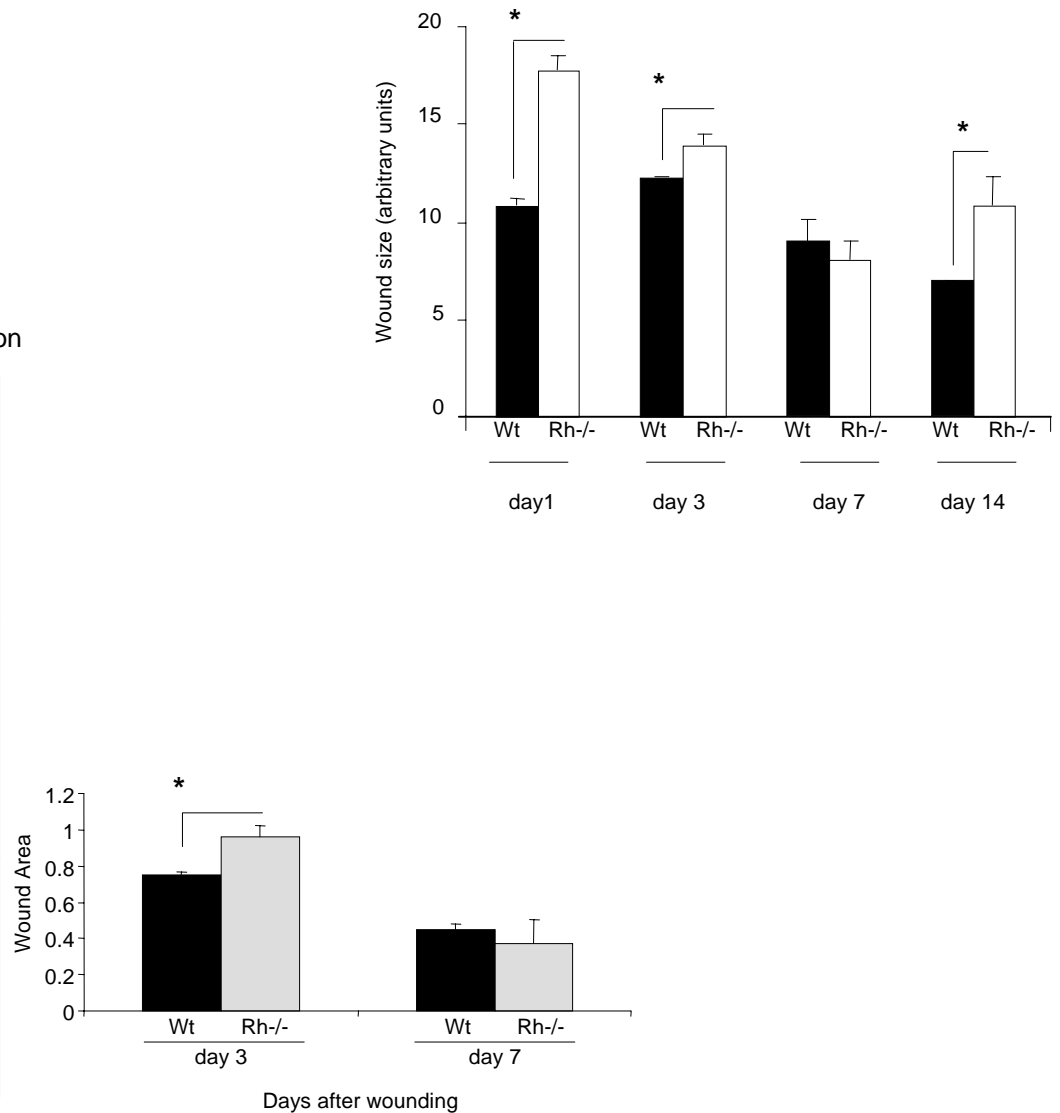 *
*
*
20
15
10
5
0
Wound size (arbitrary units)
Wt Rh-/- Wt Rh-/- Wt Rh-/- Wt Rh-/-
day1 day 3 day 7 day 14
on
*
1.2
1
0.8
0.6
0.4
0.2
0
Wound Area
Wt Rh-/- Wt Rh-/-
day 3 day 7
Days after wounding